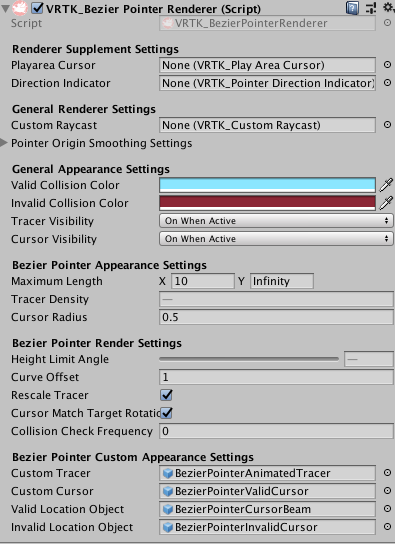 VRTK_Bezier Pointer Renderer (Script)
Script VRTK_BezierPointerRenderer
Renderer Supplement Settings
Playarea Cursor None (VRTK_Play Area Cursor)
Direction Indicator None (VRTK_Pointer Direction Indicator)
General Renderer Settings
Custom Raycast None (VRTK_Custom Raycast)
Pointer Origin Smoothing Settings
General Appearance Settings
Valid Collision Color
Invalid Collision Color
Tracer Visibility On When Active
Cursor Visibility On When Active
Bezier Pointer Appearance Settings
Maximum Length X 10 Y Infinity
Tracer Density —
Cursor Radius 0.5
Bezier Pointer Render Settings
Height Limit Angle —
Curve Offset 1
Rescale Tracer
Cursor Match Target Rotatio
Collision Check Frequency 0
Bezier Pointer Custom Appearance Settings
Custom Tracer BezierPointerAnimatedTracer
Custom Cursor BezierPointerValidCursor
Valid Location Object BezierPointerCursorBeam
Invalid Location Object BezierPointerInvalidCursor